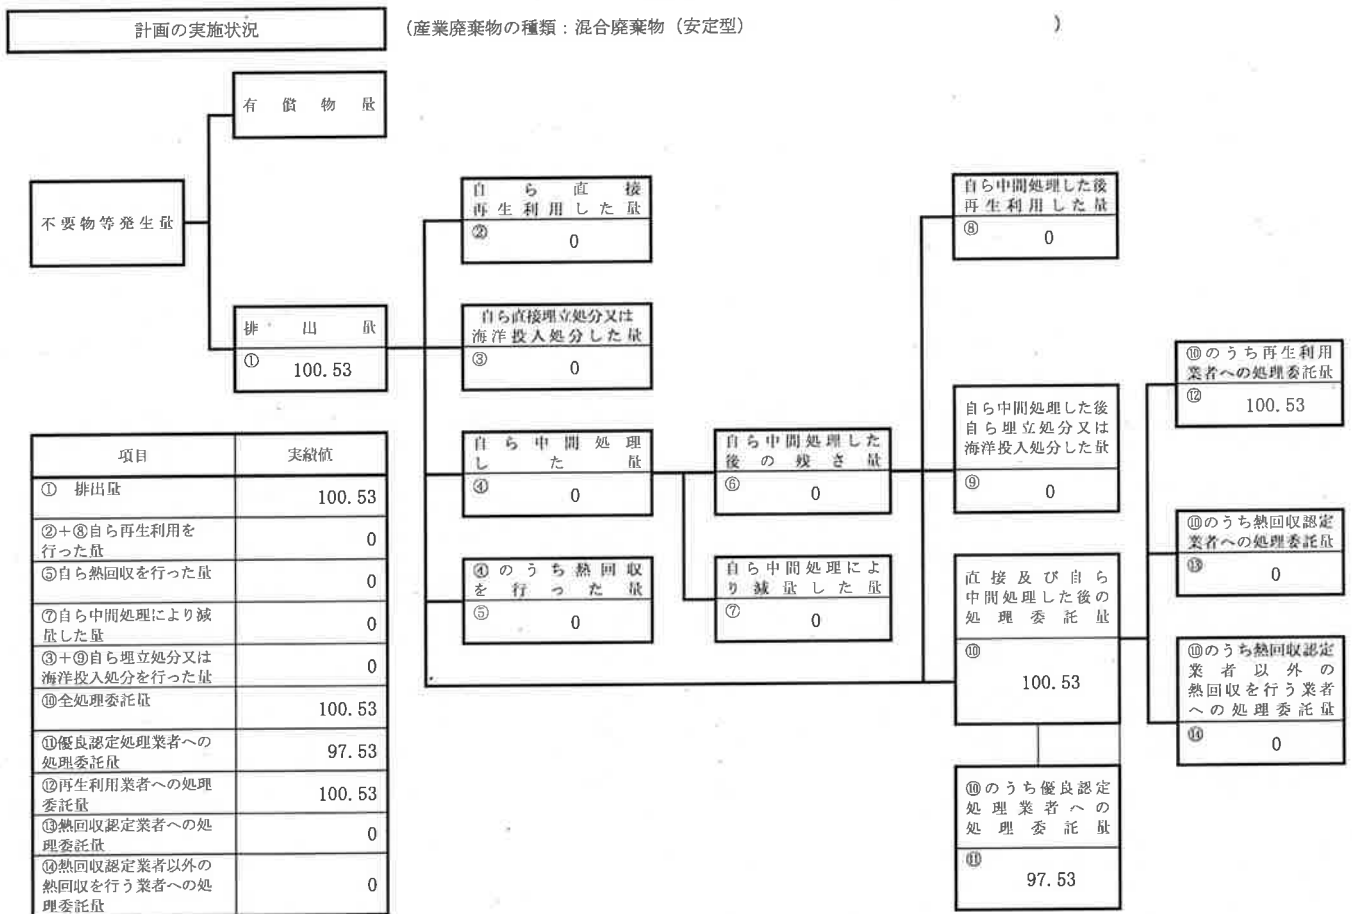 計画の実施状況
(産業廃棄物の種類：混合廃棄物（安定型） )
有償物量
不要物等発生量
排出量
① 100.53
自ら直接
再生利用した量
② 0
自ら直接埋立処分又は
海洋投入処分した量
③ 0
自ら中間処理
した量
④ 0
④のうち熱回収
を行った量
⑤ 0
自ら中間処理した
後の残さ量
⑥ 0
自ら中間処理によ
り減量した量
⑦ 0
自ら中間処理した後
再生利用した量
⑧ 0
自ら中間処理した後
自ら埋立処分又は
海洋投入処分した量
⑨ 0
直接及び自ら
中間処理した後の
処理委託量
⑩
100.53
⑩のうち優良認定
処理業者への
処理委託量
⑪
97.53
⑩のうち再生利用
業者への処理委託量
⑫ 100.53
⑩のうち熱回収認定
業者への処理委託量
⑬ 0
⑩のうち熱回収認定
業者以外の
熱回収を行う業者
への処理委託量
⑭ 0
項目 実績値
① 排出量 100.53
②＋⑧自ら再生利用を
行った量 0
⑤自ら熱回収を行った量 0
⑦自ら中間処理により減
量した量 0
③＋⑨自ら埋立処分又は
海洋投入処分を行った量 0
⑩全処理委託量 100.53
⑪優良認定処理業者への
処理委託量 97.53
⑫再生利用業者への処理
委託量 100.53
⑬熱回収認定業者への処
理委託量 0
⑭熱回収認定業者以外の
熱回収を行う業者への処
理委託量 0